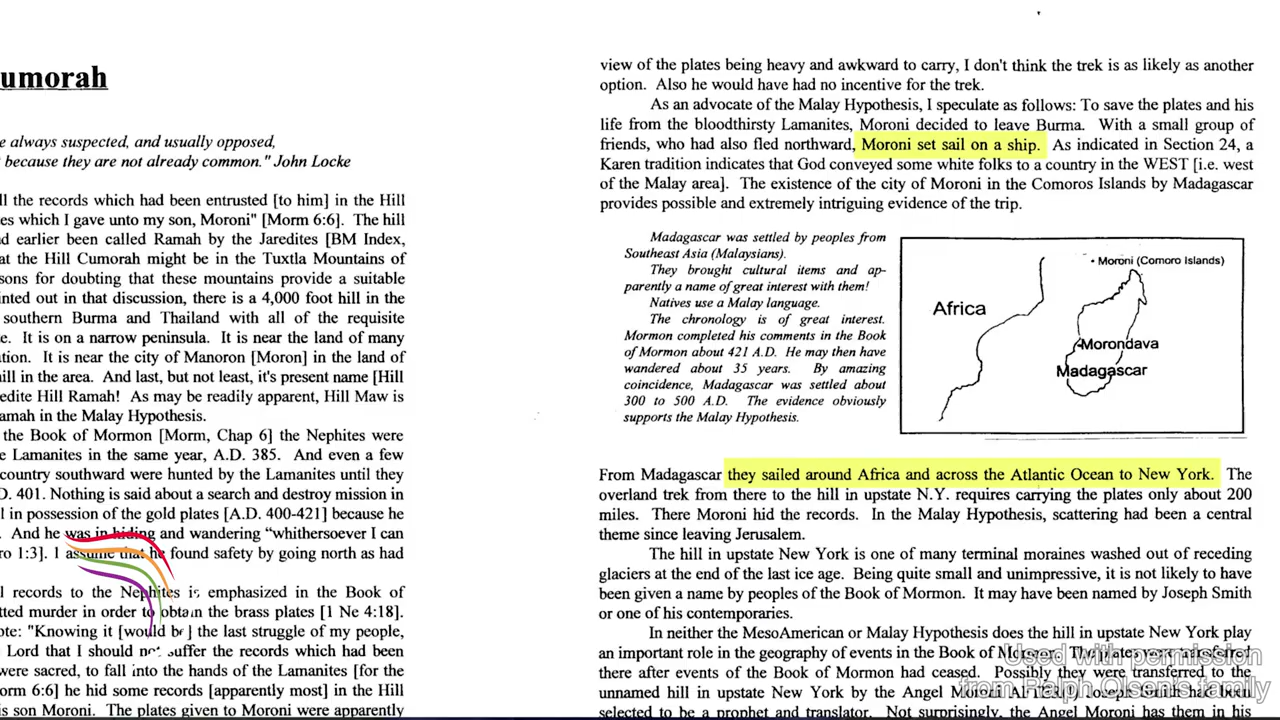 umorah
e always suspected, and usually opposed,
because they are not already common." John Locke
ll the records which had been entrusted [to him] in the Hill
es which I gave unto my son, Moroni" [Morm 6:6]. The hill
d earlier been called Ramah by the Jaredites [BM Index,
at the Hill Cumorah might be in the Tuxtla Mountains of
sons for doubting that these mountains provide a suitable
inted out in that discussion, there is a 4,000 foot hill in the
southern Burma and Thailand with all of the requisite
e. It is on a narrow peninsula. It is near the land of many
ation. It is near the city of Manoron [Moron] in the land of
ill in the area. And last, but not least, it's present name [Hill
edite Hill Ramah! As may be readily apparent, Hill Maw is
amah in the Malay Hypothesis.
the Book of Mormon [Morm, Chap 6] the Nephites were
e Lamanites in the same year, A.D. 385. And even a few
country southward were hunted by the Lamanites until they
D. 401. Nothing is said about a search and destroy mission in
l in possession of the gold plates [A.D. 400-421] because he
. And he was in hiding and wandering “whithersoever I can
ro 1:3]. I assume that he found safety by going north as had
l records to the Nephites is emphasized in the Book of
tted murder in order to obtain the brass plates [1 Ne 4:18].
ote: "Knowing it [would be] the last struggle of my people,
Lord that I should not suffer the records which had been
were sacred, to fall into the hands of the Lamanites [for the
orm 6:6] he hid some records [apparently most] in the Hill
is son Moroni. The plates given to Moroni were apparently
view of the plates being heavy and awkward to carry, I don't think the trek is as likely as another
option. Also he would have had no incentive for the trek.
As an advocate of the Malay Hypothesis, I speculate as follows: To save the plates and his
life from the bloodthirsty Lamanites, Moroni decided to leave Burma. With a small group of
friends, who had also fled northward, Moroni set sail on a ship. As indicated in Section 24, a
Karen tradition indicates that God conveyed some white folks to a country in the WEST [i.e. west
of the Malay area]. The existence of the city of Moroni in the Comoros Islands by Madagascar
provides possible and extremely intriguing evidence of the trip.
Madagascar was settled by peoples from
Southeast Asia (Malaysians).
They brought cultural items and ap-
parently a name of great interest with them!
Natives use a Malay language.
The chronology is of great interest.
Mormon completed his comments in the Book
of Mormon about 421 A.D. He may then have
wandered about 35 years. By amazing
coincidence, Madagascar was settled about
300 to 500 A.D. The evidence obviously
supports the Malay Hypothesis.
Moroni (Comoro Islands)
Africa
Morondava
Madagascar
From Madagascar they sailed around Africa and across the Atlantic Ocean to New York. The
overland trek from there to the hill in upstate N.Y. requires carrying the plates only about 200
miles. There Moroni hid the records. In the Malay Hypothesis, scattering had been a central
theme since leaving Jerusalem.
The hill in upstate New York is one of many terminal moraines washed out of receding
glaciers at the end of the last ice age. Being quite small and unimpressive, it is not likely to have
been given a name by peoples of the Book of Mormon. It may have been named by Joseph Smith
or one of his contemporaries.
In neither the MesoAmerican or Malay Hypothesis does the hill in upstate New York play
an important role in the geography of events in the Book of Mormon. The plates were transferred
there after events of the Book of Mormon had ceased. Possibly they were transferred to the
unnamed hill in upstate New York by the Angel Moroni. Joseph Smith had been
selected to be a prophet and translator. Not surprisingly, the Angel Moroni has them in his
Used with permission
from Ralph Olsen's family